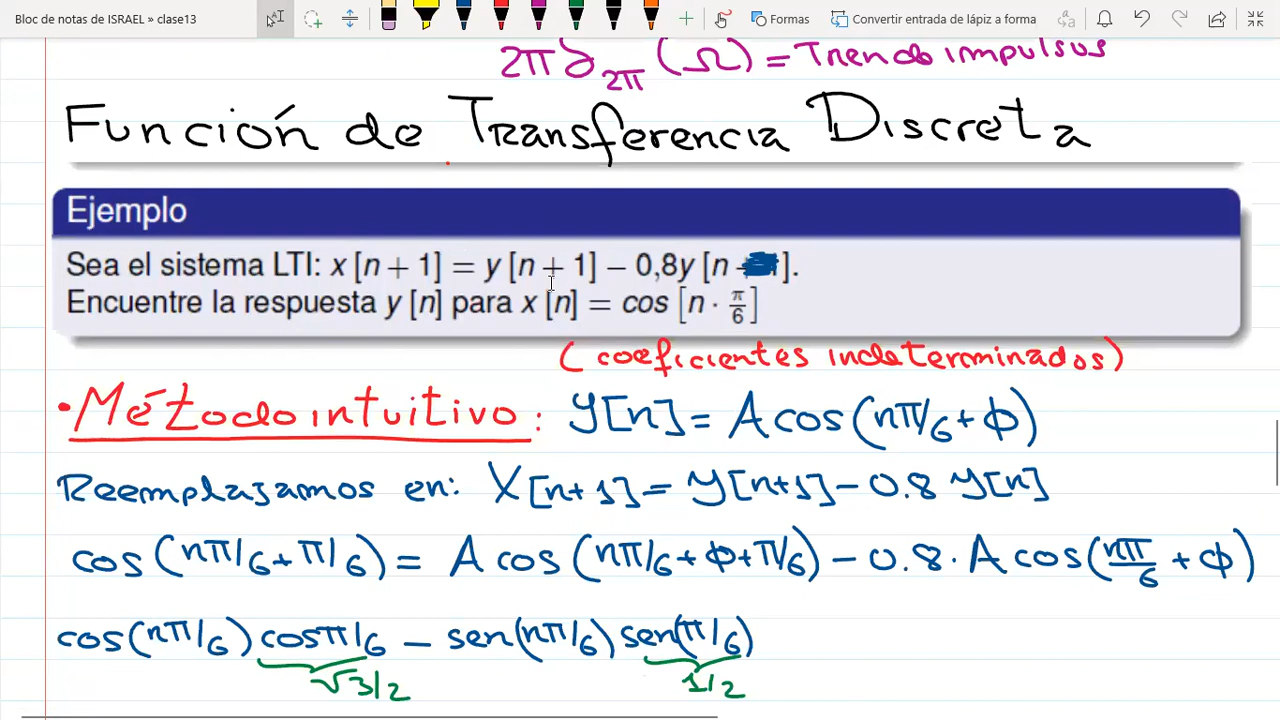 Bloc de notas de ISRAEL » clase13
Formas
Convertir entrada de lápiz a forma
2π∂₂π (Ω) = Tren de impulsos
Función de Transferencia Discreta
Ejemplo
Sea el sistema LTI: x [n + 1] = y [n + 1] − 0,8y [n ].
Encuentre la respuesta y [n] para x [n] = cos [n · π/6]
(coeficientes indeterminados)
• Método intuitivo: y[n] = A cos(nπ/6 + ϕ)
Reemplazamos en: X[n+1] = y[n+1] − 0.8 y[n]
cos(nπ/6 + π/6) = A cos(nπ/6 + ϕ + π/6) − 0.8 · A cos(nπ/6 + ϕ)
cos(nπ/6) cosπ/6 − sen(nπ/6) sen(π/6)
√3/2 1/2